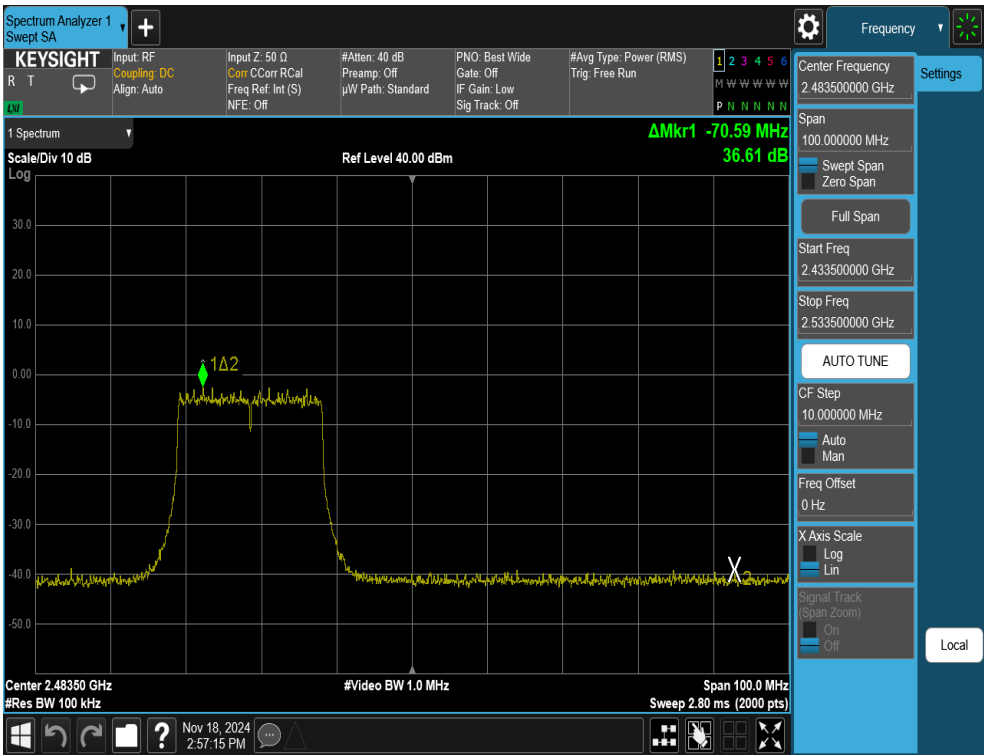 Spectrum Analyzer 1
Swept SA
+
Frequency
KEYSIGHT
R T
LXI
Input: RF
Coupling: DC
Align: Auto
Input Z: 50 Ω
Corr CCorr RCal
Freq Ref: Int (S)
NFE: Off
#Atten: 40 dB
Preamp: Off
µW Path: Standard
PNO: Best Wide
Gate: Off
IF Gain: Low
Sig Track: Off
#Avg Type: Power (RMS)
Trig: Free Run
1 2 3 4 5 6
M W W W W W
P N N N N N
1 Spectrum
Scale/Div 10 dB
Log
Ref Level 40.00 dBm
ΔMkr1 -70.59 MHz
36.61 dB
30.0
20.0
10.0
0.00
-10.0
-20.0
-30.0
-40.0
-50.0
1Δ2
X2
Center 2.48350 GHz
#Res BW 100 kHz
#Video BW 1.0 MHz
Span 100.0 MHz
Sweep 2.80 ms (2000 pts)
Center Frequency
2.483500000 GHz
Span
100.000000 MHz
Swept Span
Zero Span
Full Span
Start Freq
2.433500000 GHz
Stop Freq
2.533500000 GHz
AUTO TUNE
CF Step
10.000000 MHz
Auto
Man
Freq Offset
0 Hz
X Axis Scale
Log
Lin
Signal Track
(Span Zoom)
On
Off
Settings
Local
?
Nov 18, 2024
2:57:15 PM